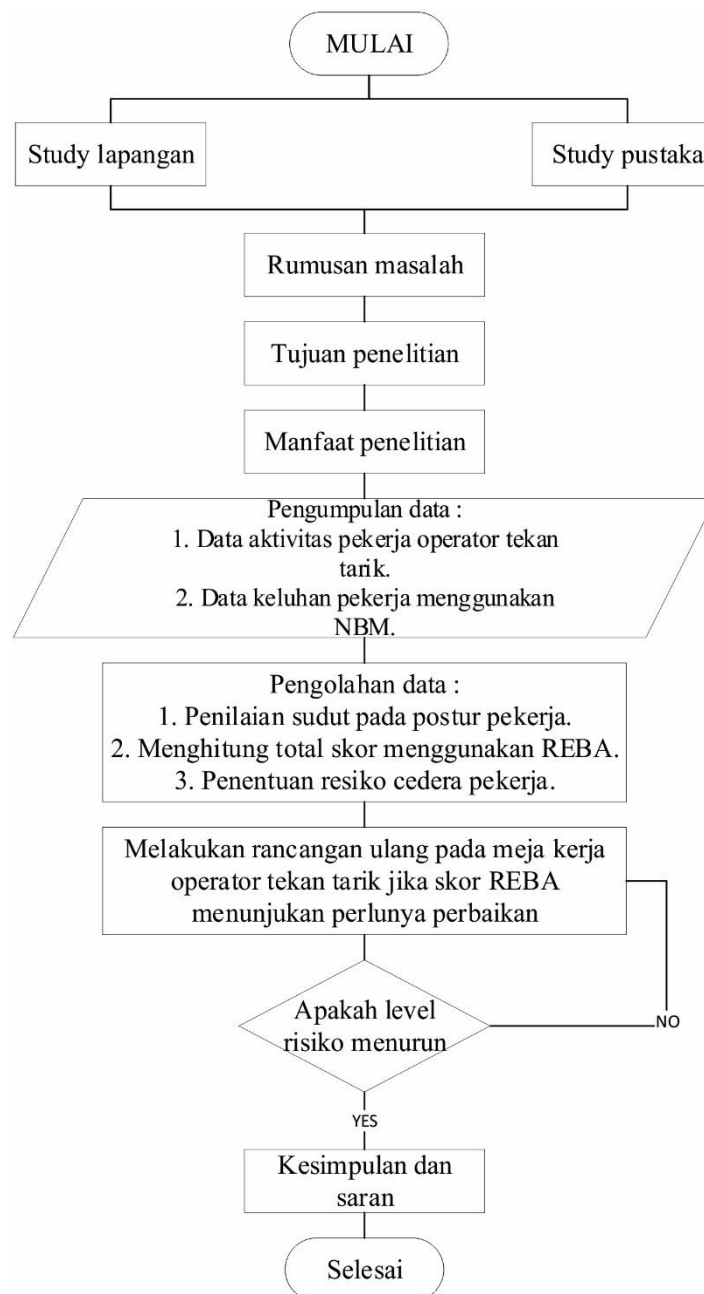 MULAI
Study lapangan
Study pustaka
Rumusan masalah
Tujuan penelitian
Manfaat penelitian
Pengumpulan data :
1. Data aktivitas pekerja operator tekan
tarik.
2. Data keluhan pekerja menggunakan
NBM.
Pengolahan data :
1. Penilaian sudut pada postur pekerja.
2. Menghitung total skor menggunakan REBA.
3. Penentuan resiko cedera pekerja.
Melakukan rancangan ulang pada meja kerja
operator tekan tarik jika skor REBA
menunjukan perlunya perbaikan
Apakah level
risiko menurun
NO
YES
Kesimpulan dan
saran
Selesai